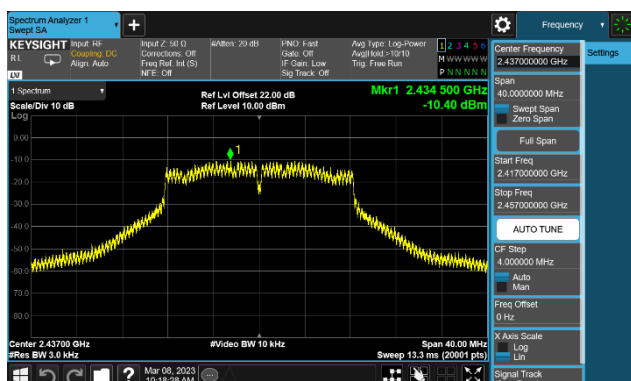 Spectrum Analyzer 1
Swept SA
Frequency
KEYSIGHT
Input: RF
Coupling: DC
Align: Auto
Input Z: 50 Ω
Corrections: Off
Freq Ref: Int (S)
NFE: Off
#Atten: 20 dB
PNO: Fast
Gate: Off
IF Gain: Low
Sig Track: Off
Avg Type: Log-Power
Avg|Hold:>10/10
Trig: Free Run
1 2 3 4 5 6
M W W W W W
P N N N N N
1 Spectrum
Scale/Div 10 dB
Log
Ref Lvl Offset 22.00 dB
Ref Level 10.00 dBm
Mkr1 2.434 500 GHz
-10.40 dBm
1
0.00
-10.0
-20.0
-30.0
-40.0
-50.0
-60.0
-70.0
-80.0
Center 2.43700 GHz
#Res BW 3.0 kHz
#Video BW 10 kHz
Span 40.00 MHz
Sweep 13.3 ms (20001 pts)
Mar 08, 2023
10:18:28 AM
Center Frequency
2.437000000 GHz
Settings
Span
40.0000000 MHz
Swept Span
Zero Span
Full Span
Start Freq
2.417000000 GHz
Stop Freq
2.457000000 GHz
AUTO TUNE
CF Step
4.000000 MHz
Auto
Man
Freq Offset
0 Hz
X Axis Scale
Log
Lin
Signal Track